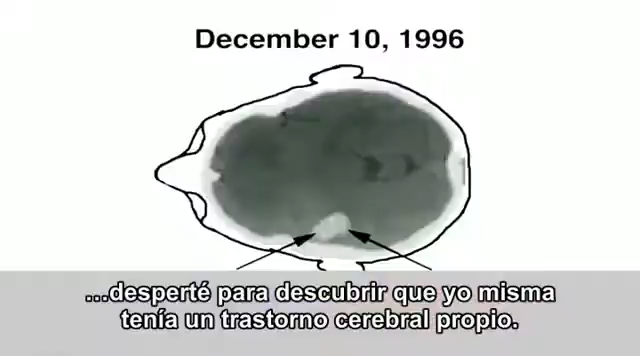 December 10, 1996
...desperté para descubrir que yo misma
tenía un trastorno cerebral propio.